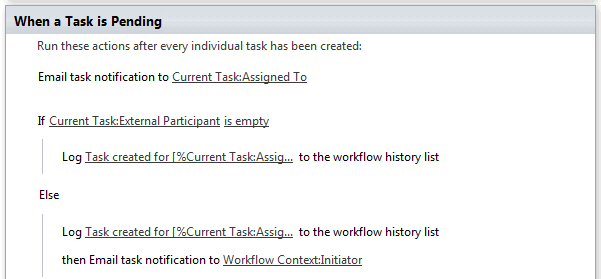 When a Task is Pending
Run these actions after every individual task has been created:
Email task notification to Current Task:Assigned To
If Current Task:External Participant is empty
Log Task created for [%Current Task:Assig... to the workflow history list
Else
Log Task created for [%Current Task:Assig... to the workflow history list
then Email task notification to Workflow Context:Initiator